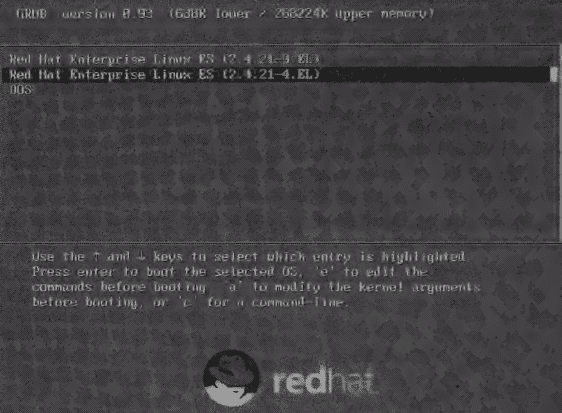 GRUB version 0.93 (638K lower / 268224K upper memory)
Red Hat Enterprise Linux ES (2.4.21-9.EL)
Red Hat Enterprise Linux ES (2.4.21-4.EL)
DOS
Use the ↑ and ↓ keys to select which entry is highlighted
Press enter to boot the selected OS, 'e' to edit the
commands before booting, 'a' to modify the kernel arguments
before booting, or 'c' for a command-line.
redhat